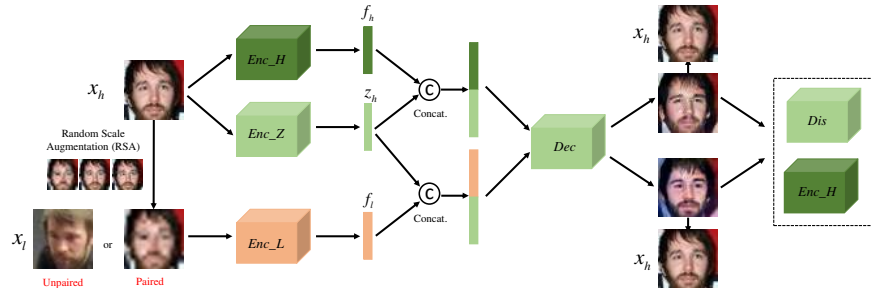 x_h
Enc_H
f_h
Enc_Z
z_h
C
Concat.
Random Scale
Augmentation (RSA)
x_l
or
Unpaired
Paired
Enc_L
f_l
C
Concat.
Dec
x_h
x_h
Dis
Enc_H